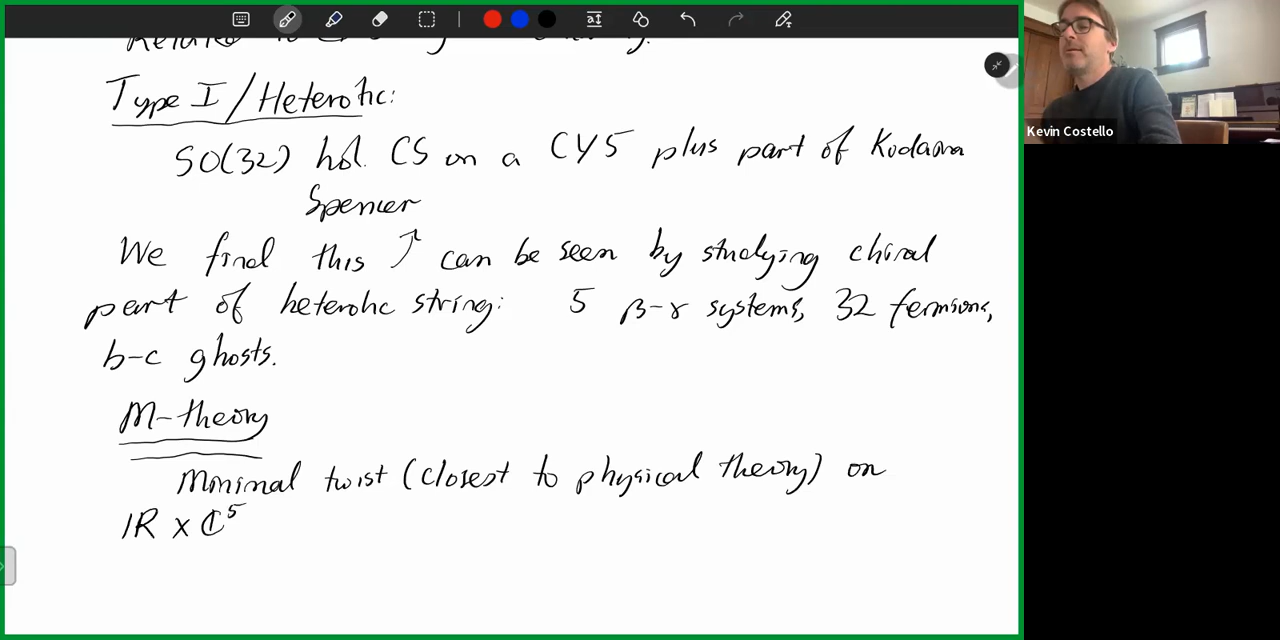 Type I/Heterotic:
SO(32) hol. CS on a CY5 plus part of Kodaira
Spencer
We find this ↗ can be seen by studying chiral
part of heterotic string: 5 β-γ systems, 32 fermions,
b-c ghosts.
M-theory
Minimal twist (closest to physical theory) on
IR x ℂ⁵
Kevin Costello